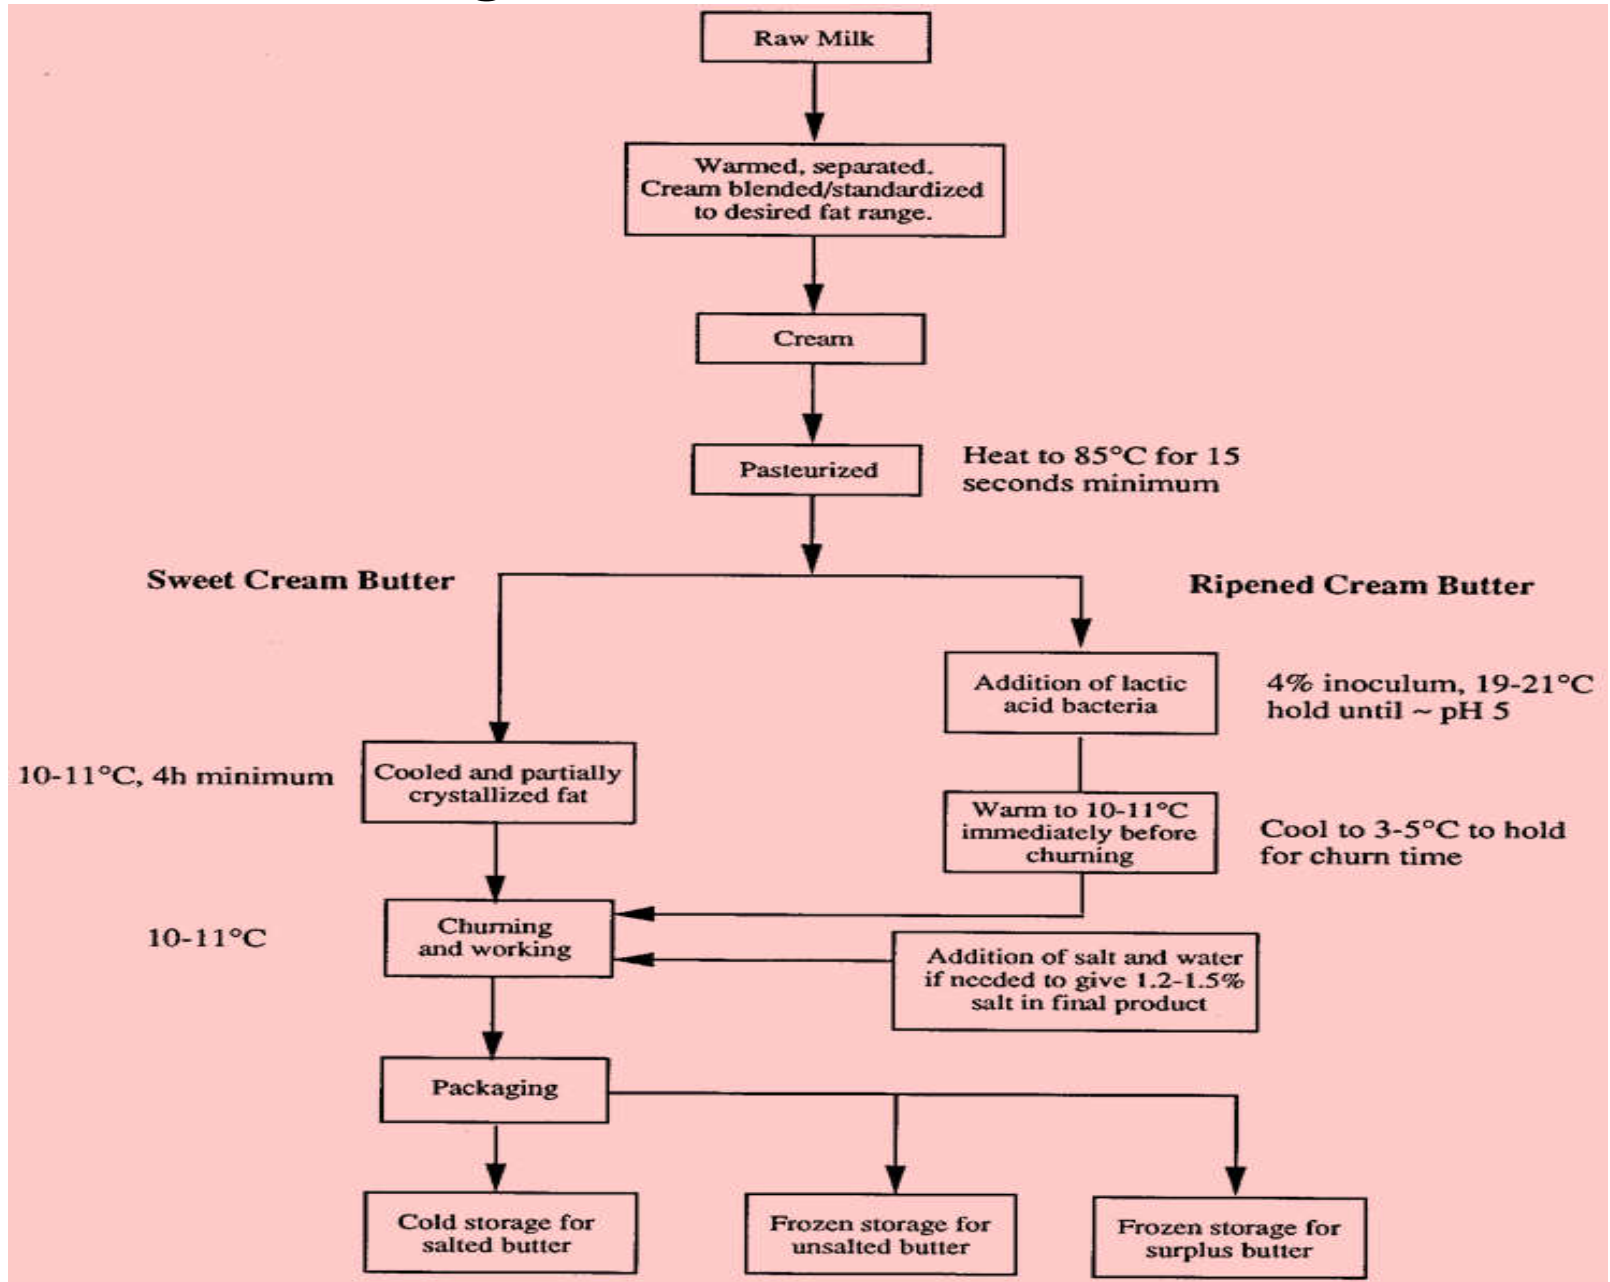 Raw Milk
Warmed, separated.
Cream blended/standardized
to desired fat range.
Cream
Pasteurized
Heat to 85°C for 15
seconds minimum
Sweet Cream Butter
Ripened Cream Butter
Addition of lactic
acid bacteria
4% inoculum, 19-21°C
hold until ~ pH 5
10-11°C, 4h minimum
Cooled and partially
crystallized fat
Warm to 10-11°C
immediately before
churning
Cool to 3-5°C to hold
for churn time
10-11°C
Churning
and working
Addition of salt and water
if needed to give 1.2-1.5%
salt in final product
Packaging
Cold storage for
salted butter
Frozen storage for
unsalted butter
Frozen storage for
surplus butter